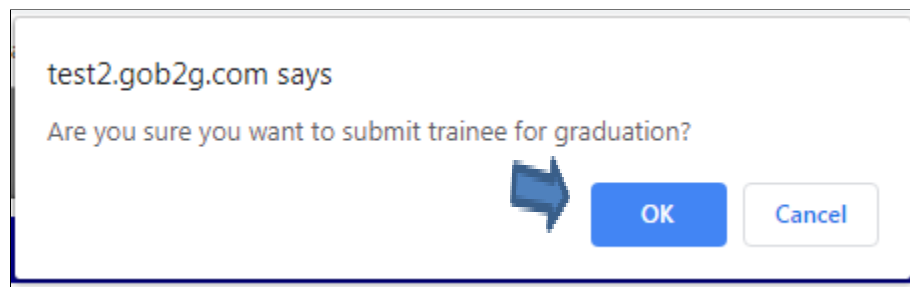 test2.gob2g.com says
Are you sure you want to submit trainee for graduation?
OK Cancel